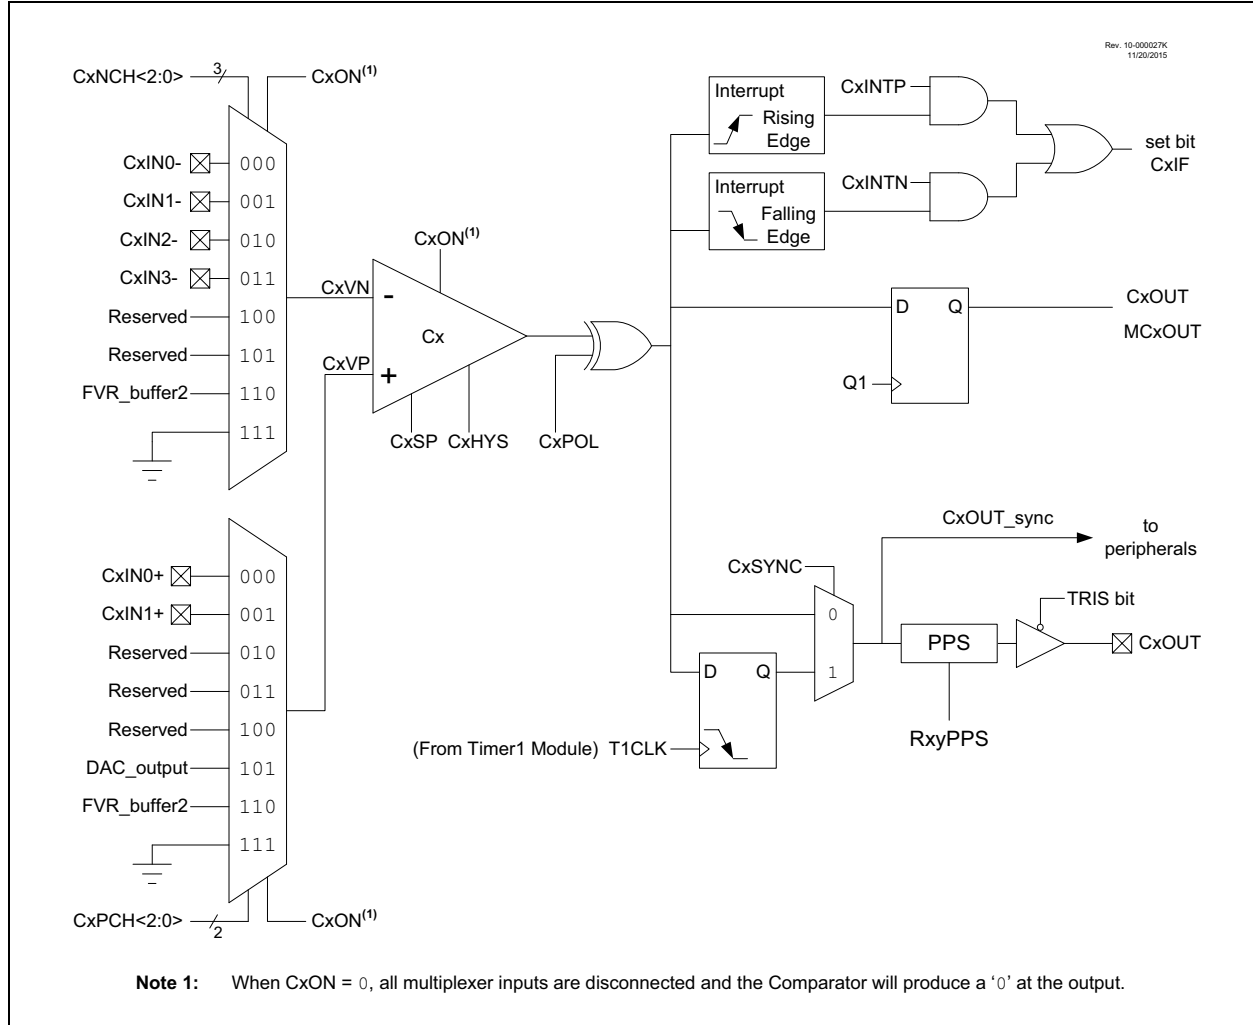 Rev. 10-000027K
11/20/2015
CxNCH<2:0>
3
CxON(1)
CxIN0-
000
CxIN1-
001
CxIN2-
010
CxIN3-
011
Reserved
100
Reserved
101
FVR_buffer2
110
111
CxVN
-
CxON(1)
Cx
CxVP
+
CxSP
CxHYS
CxPOL
Interrupt
Rising
Edge
CxINTP
Interrupt
Falling
Edge
CxINTN
set bit
CxIF
D
Q
Q1
CxOUT
MCxOUT
CxIN0+
000
CxIN1+
001
Reserved
010
Reserved
011
Reserved
100
DAC_output
101
FVR_buffer2
110
111
CxPCH<2:0>
2
CxON(1)
CxOUT_sync
to
peripherals
CxSYNC
0
1
TRIS bit
PPS
CxOUT
RxyPPS
D
Q
(From Timer1 Module) T1CLK
Note 1: When CxON = 0, all multiplexer inputs are disconnected and the Comparator will produce a ‘0’ at the output.